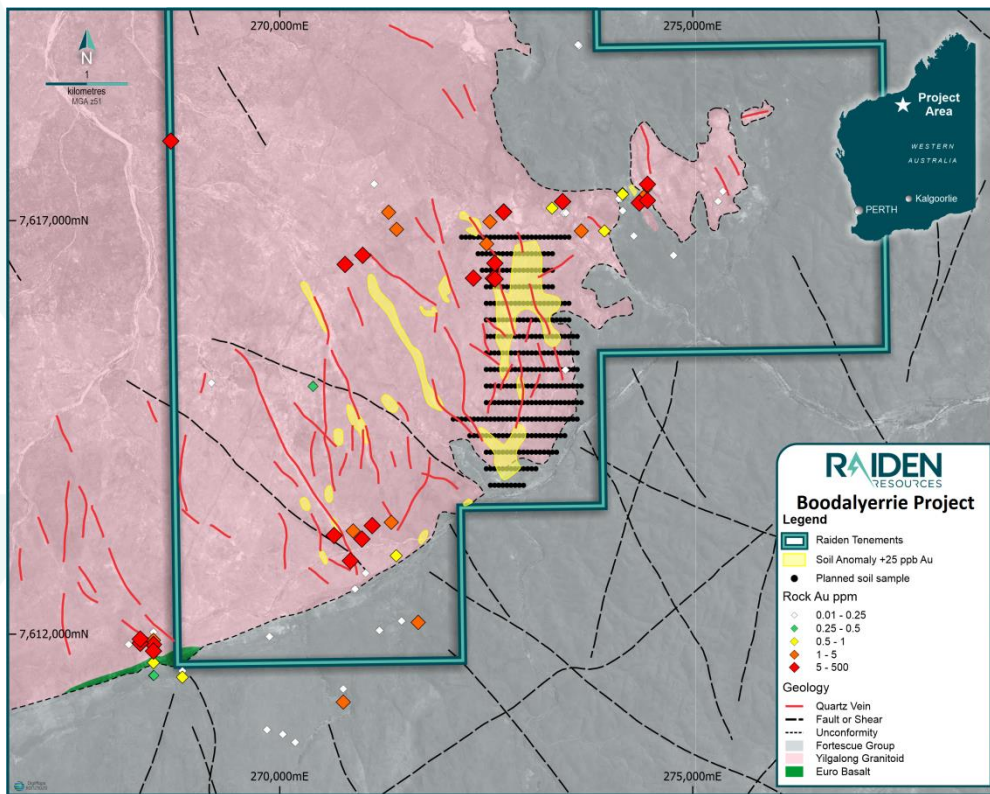 270,000mE
275,000mE
N
1
kilometres
MGA z51
Project
Area
WESTERN
AUSTRALIA
Kalgoorlie
PERTH
7,617,000mN
7,612,000mN
RAIDEN
RESOURCES
Boodalyerrie Project
Legend
Raiden Tenements
Soil Anomaly +25 ppb Au
Planned soil sample
Rock Au ppm
0.01 - 0.25
0.25 - 0.5
0.5 - 1
1 - 5
5 - 500
Geology
Quartz Vein
Fault or Shear
Unconformity
Fortescue Group
Yilgalong Granitoid
Euro Basalt
270,000mE
275,000mE